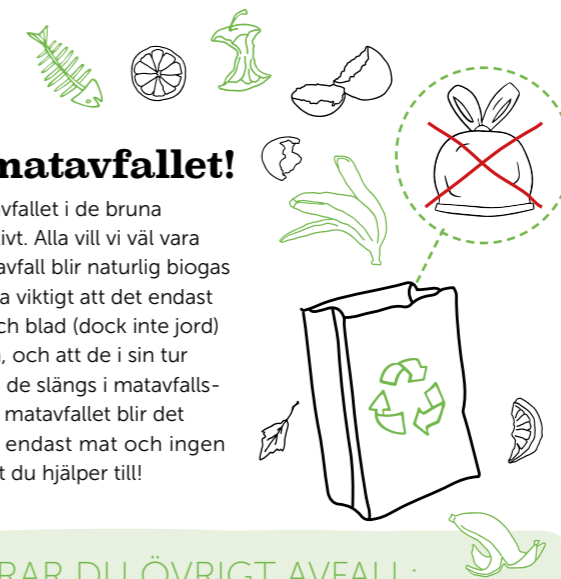 matavfallet!
avfallet i de bruna
ivt. Alla vill vi väl vara
avfall blir naturlig biogas
a viktigt att det endast
ch blad (dock inte jord)
, och att de i sin tur
de slängs i matavfalls-
matavfallet blir det
endast mat och ingen
t du hjälper till!
RAR DU ÖVRIGT AVFALL: